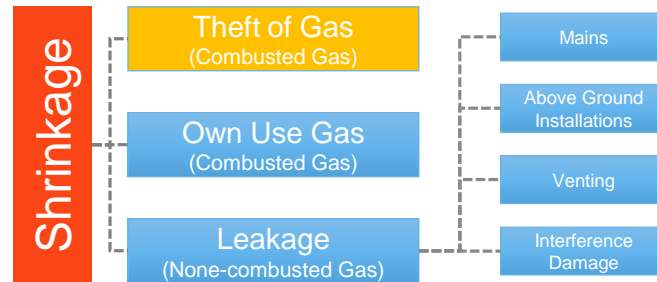 Shrinkage
Theft of Gas
(Combusted Gas)
Own Use Gas
(Combusted Gas)
Leakage
(None-combusted Gas)
Mains
Above Ground
Installations
Venting
Interference
Damage